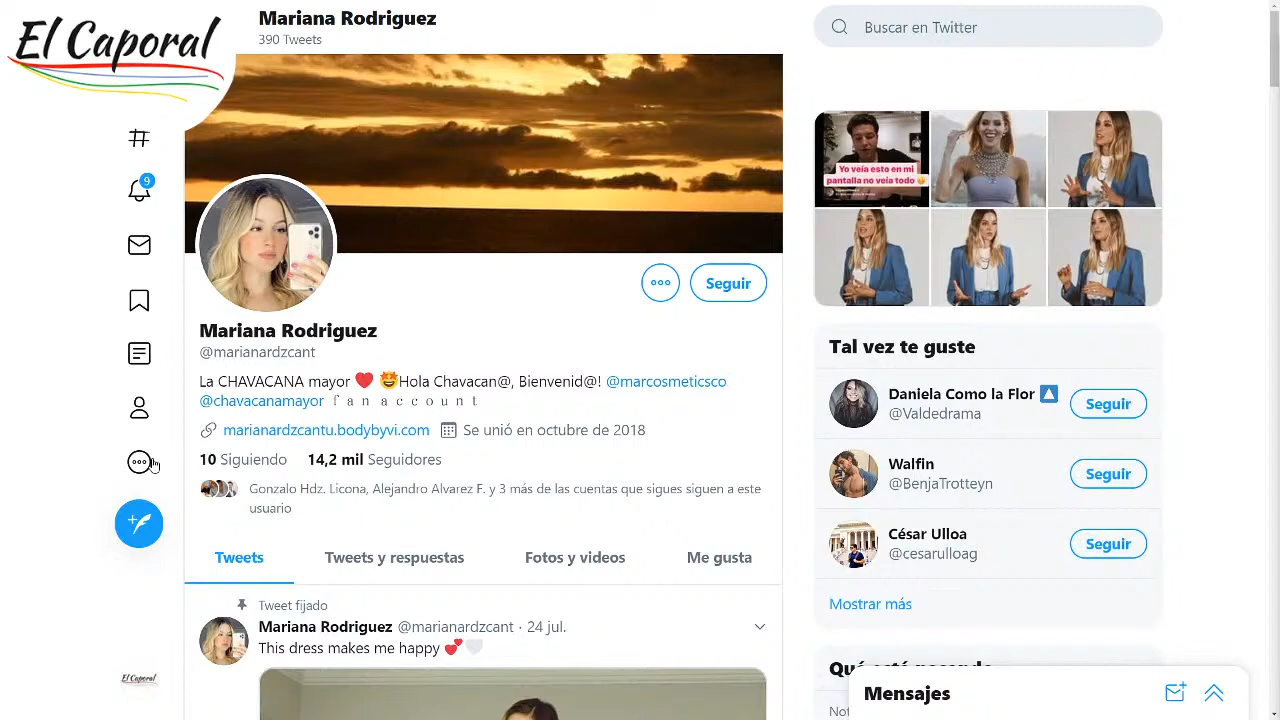 El Caporal
Mariana Rodriguez
390 Tweets
Buscar en Twitter
9
Yo veía esto en mi
pantalla no veía todo
Seguir
Mariana Rodriguez
@marianardzcant
La CHAVACANA mayor ❤️ 🤩Hola Chavacan@, Bienvenid@! @marcosmeticsco
@chavacanamayor ｆａｎ ａｃｃｏｕｎｔ
marianardzcantu.bodybyvi.com Se unió en octubre de 2018
10 Siguiendo 14,2 mil Seguidores
Gonzalo Hdz. Licona, Alejandro Alvarez F. y 3 más de las cuentas que sigues siguen a este
usuario
Tweets Tweets y respuestas Fotos y videos Me gusta
Tweet fijado
Mariana Rodriguez @marianardzcant · 24 jul.
This dress makes me happy 💕🤍
Tal vez te guste
Daniela Como la Flor
@Valdedrama
Seguir
Walfin
@BenjaTrotteyn
Seguir
César Ulloa
@cesarulloag
Seguir
Mostrar más
Qué está pasando
Mensajes
El Caporal